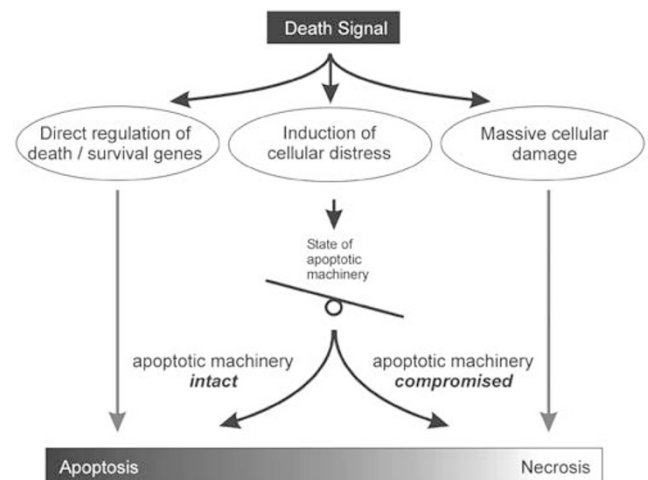 Death Signal
Direct regulation of
death / survival genes
Induction of
cellular distress
Massive cellular
damage
State of
apoptotic
machinery
apoptotic machinery
intact
apoptotic machinery
compromised
Apoptosis
Necrosis